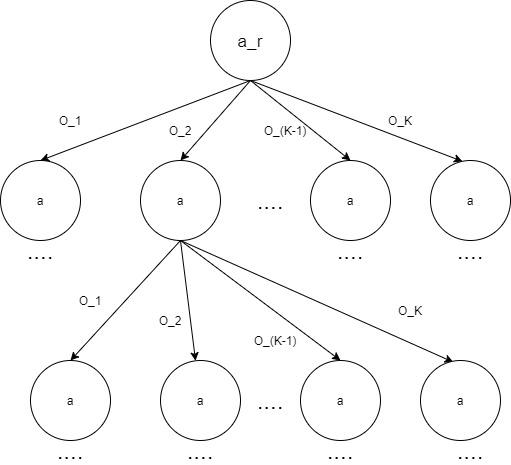 a_r
O_1 O_2 O_(K-1) O_K
a a .... a a
.... .... ....
O_1 O_2 O_(K-1) O_K
a a .... a a
.... .... .... ....